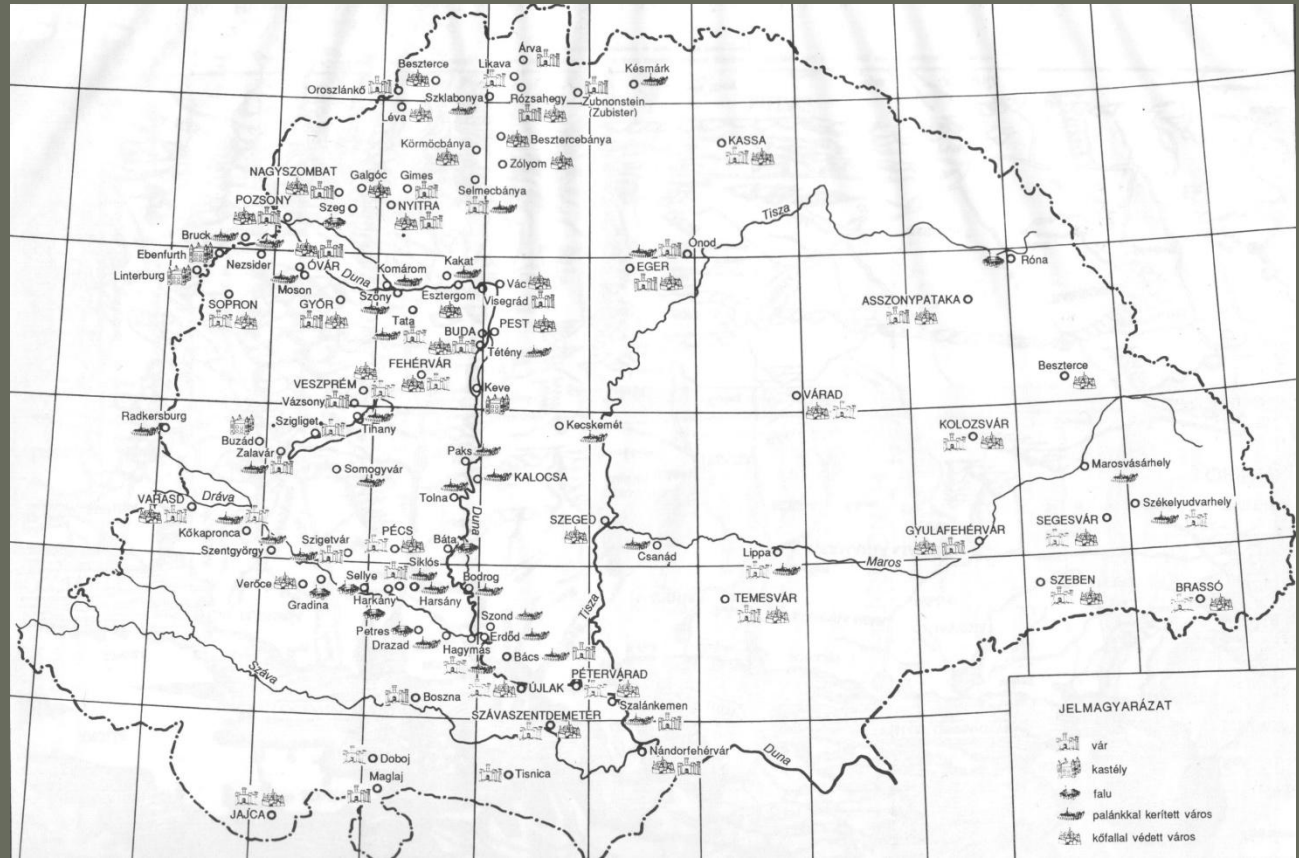 Árva
Beszterce
Likava
Késmárk
Oroszlánkő
Szklabonya
Rózsahegy
Zubnonstein
(Zubister)
Léva
Besztercebánya
Körmöcbánya
KASSA
Zólyom
NAGYSZOMBAT
Galgóc
Gimes
Selmecbánya
POZSONY
Szeg
NYITRA
Tisza
Bruck
Ebenfurth
Nezsider
ÓVÁR
Ónod
Linterburg
Moson
Duna
Komárom
Kakat
EGER
Róna
Vác
SOPRON
GYŐR
Szőny
Esztergom
Visegrád
ASSZONYPATAKA
Tata
BUDA
PEST
Tétény
FEHÉRVÁR
Beszterce
VESZPRÉM
Keve
VÁRAD
Vázsony
Radkersburg
Szigliget
Tihany
Kecskemét
KOLOZSVÁR
Buzád
Zalavár
Paks
Marosvásárhely
Somogyvár
KALOCSA
VARASD
Dráva
Tolna
Duna
Székelyudvarhely
SZEGED
SEGESVÁR
Kőkapronca
PÉCS
GYULAFEHÉRVÁR
Szentgyörgy
Szigetvár
Báta
Csanád
Lippa
Maros
Siklós
Verőce
Sellye
Bodrog
SZEBEN
BRASSÓ
Gradina
Harkány
Harsány
TEMESVÁR
Szond
Tisza
Petres
Drazad
Erdőd
Hagymás
Bács
Száva
PÉTERVÁRAD
ÚJLAK
Boszna
Szalánkemen
JELMAGYARÁZAT
SZÁVASZENTDEMETER
vár
Nándorfehérvár
Duna
Doboj
kastély
Tisnica
Maglaj
falu
JAJCA
palánkkal kerített város
kőfallal védett város